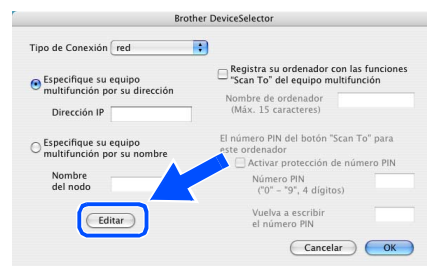 Brother DeviceSelector
Tipo de Conexión
red
Especifique su equipo
multifunción por su dirección
Dirección IP
Especifique su equipo
multifunción por su nombre
Nombre
del nodo
Editar
Registra su ordenador con las funciones
“Scan To” del equipo multifunción
Nombre de ordenador
(Máx. 15 caracteres)
El número PIN del botón “Scan To” para
este ordenador
Activar protección de número PIN
Número PIN
("0" – "9", 4 dígitos)
Vuelva a escribir
el número PIN
Cancelar
OK